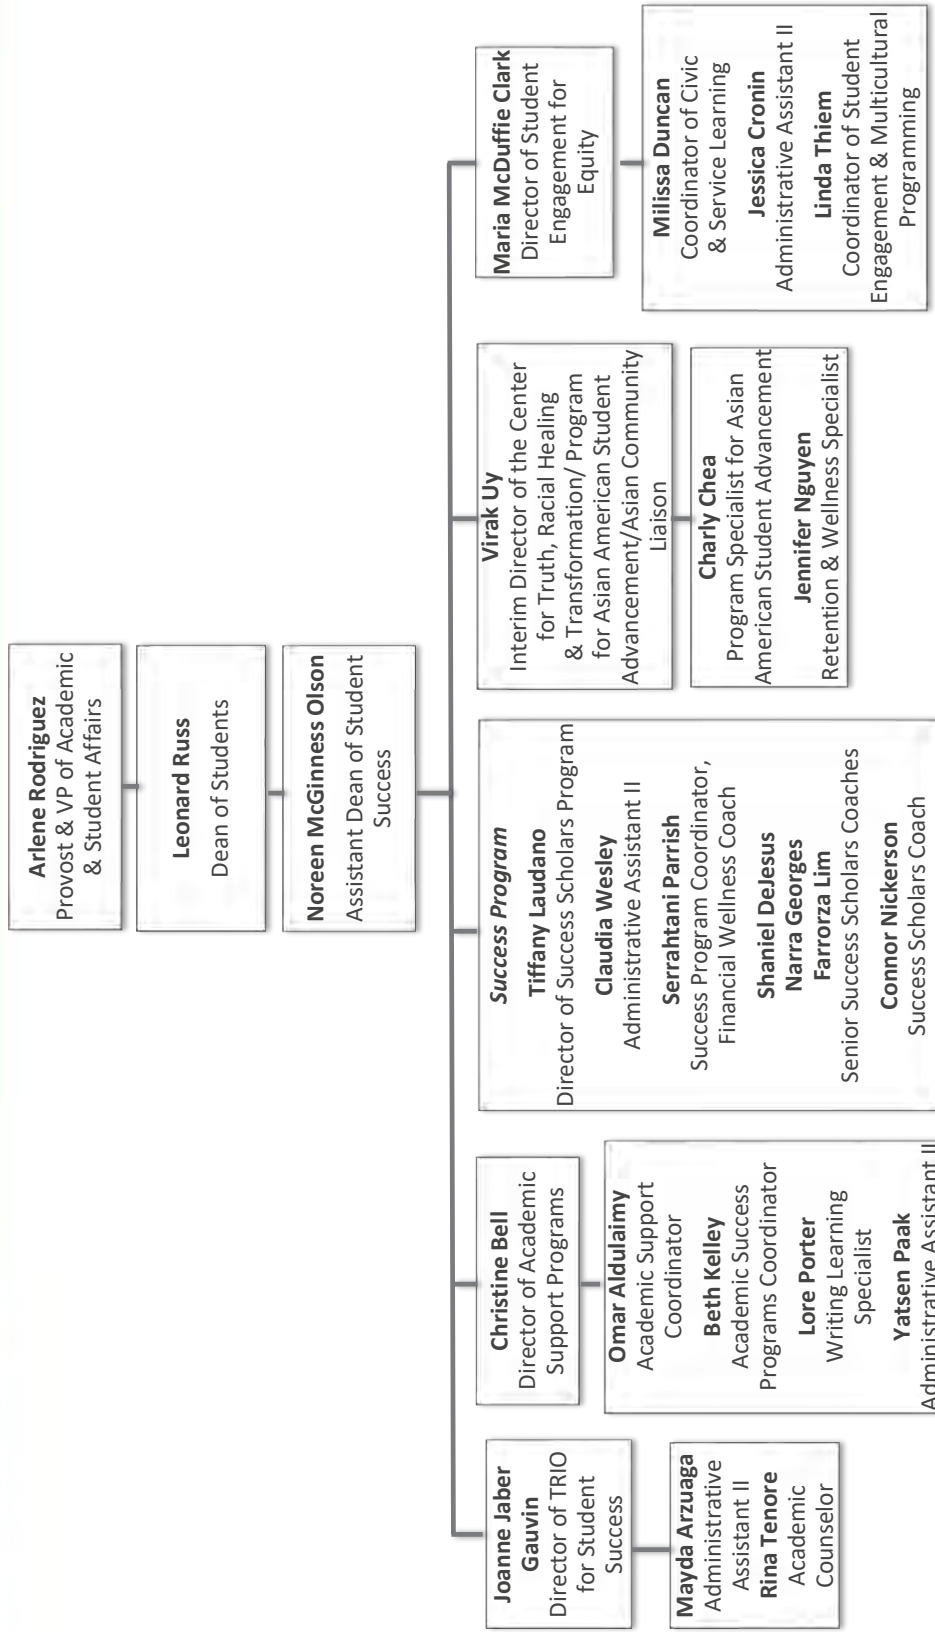 Arlene Rodriguez
Provost & VP of Academic
& Student Affairs
Leonard Russ
Dean of Students
Noreen McGinness Olson
Assistant Dean of Student
Success
Joanne Jaber
Gauvin
Director of TRIO
for Student
Success
Mayda Arzuaga
Administrative
Assistant II
Rina Tenore
Academic
Counselor
Christine Bell
Director of Academic
Support Programs
Omar Aldulaimy
Academic Support
Coordinator
Beth Kelley
Academic Success
Programs Coordinator
Lore Porter
Writing Learning
Specialist
Yatsen Paak
Administrative Assistant II
Success Program
Tiffany Laudano
Director of Success Scholars Program
Claudia Wesley
Administrative Assistant II
Serrahtani Parrish
Success Program Coordinator,
Financial Wellness Coach
Shaniel DeJesus
Narra Georges
Farrorza Lim
Senior Success Scholars Coaches
Connor Nickerson
Success Scholars Coach
Virak Uy
Interim Director of the Center
for Truth, Racial Healing
& Transformation/ Program
for Asian American Student
Advancement/Asian Community
Liaison
Charly Chea
Program Specialist for Asian
American Student Advancement
Jennifer Nguyen
Retention & Wellness Specialist
Maria McDuffie Clark
Director of Student
Engagement for
Equity
Milissa Duncan
Coordinator of Civic
& Service Learning
Jessica Cronin
Administrative Assistant II
Linda Thiem
Coordinator of Student
Engagement & Multicultural
Programming